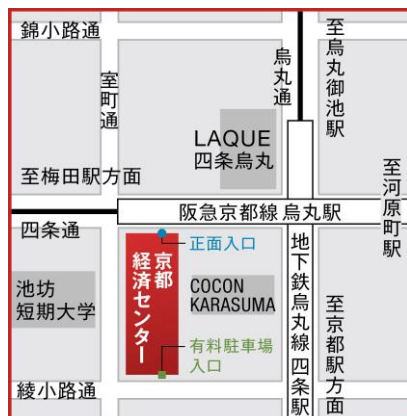 錦小路通
室町通
烏丸通
至烏丸御池駅
LAQUE
四条烏丸
至梅田駅方面
至河原町駅
阪急京都線 烏丸駅
四条通
正面入口
京都
経済センター
池坊
短期大学
COCON
KARASUMA
地下鉄烏丸線 四条駅
至京都駅方面
有料駐車場
入口
綾小路通